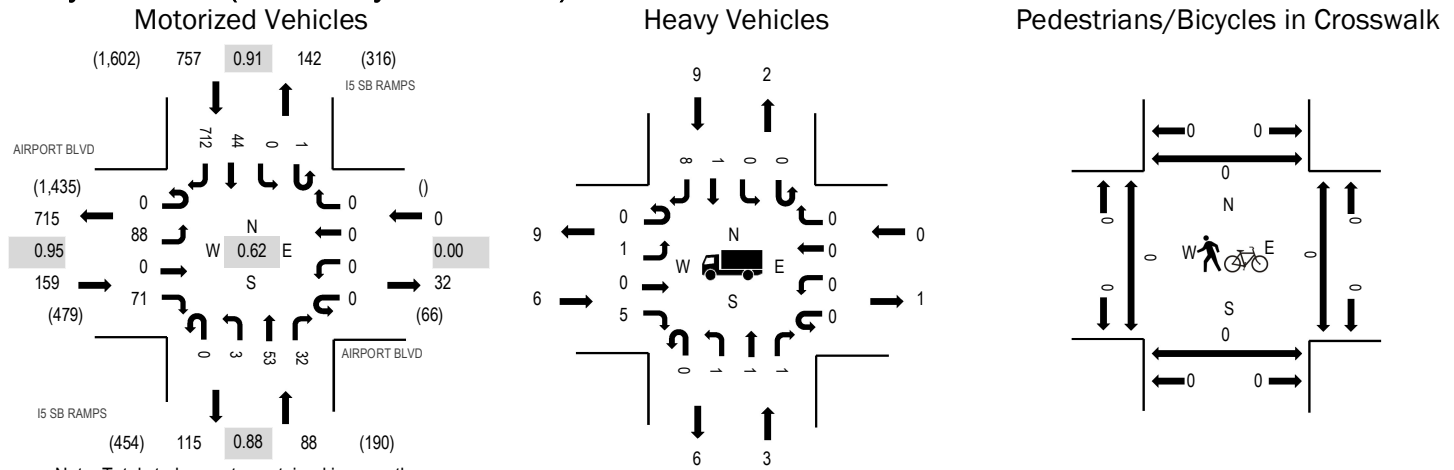 Motorized Vehicles
Heavy Vehicles
Pedestrians/Bicycles in Crosswalk
(1,602) 757 0.91 142 (316)
I5 SB RAMPS
712 44 0 1
AIRPORT BLVD
(1,435)
715
0.95
159
(479)
0
88
0
71
N
W 0.62 E
S
0
0
0
0
()
0
0.00
32
(66)
0 3 53 32
AIRPORT BLVD
I5 SB RAMPS
(454) 115 0.88 88 (190)
9 2
8 1 0 0
9
6
0
1
0
5
N
W E
S
0
0
0
0
0
1
0 1 1 1
6 3
0 0
0
0 0
N
W E
S
0 0
0 0
0
0 0